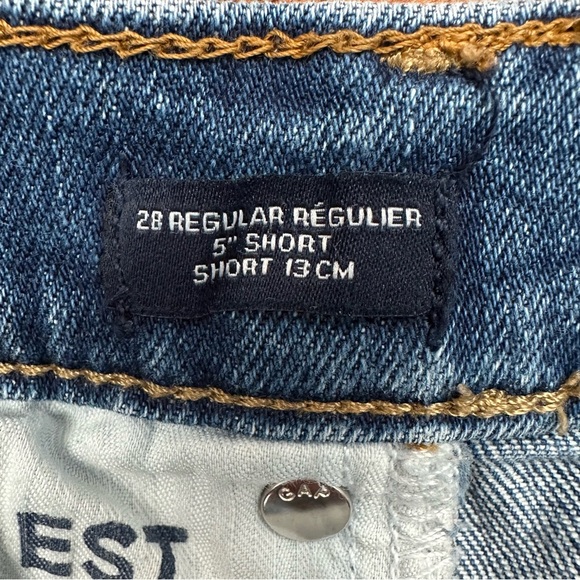 28 REGULAR RÉGULIER
5" SHORT
SHORT 13 CM
GAP
EST